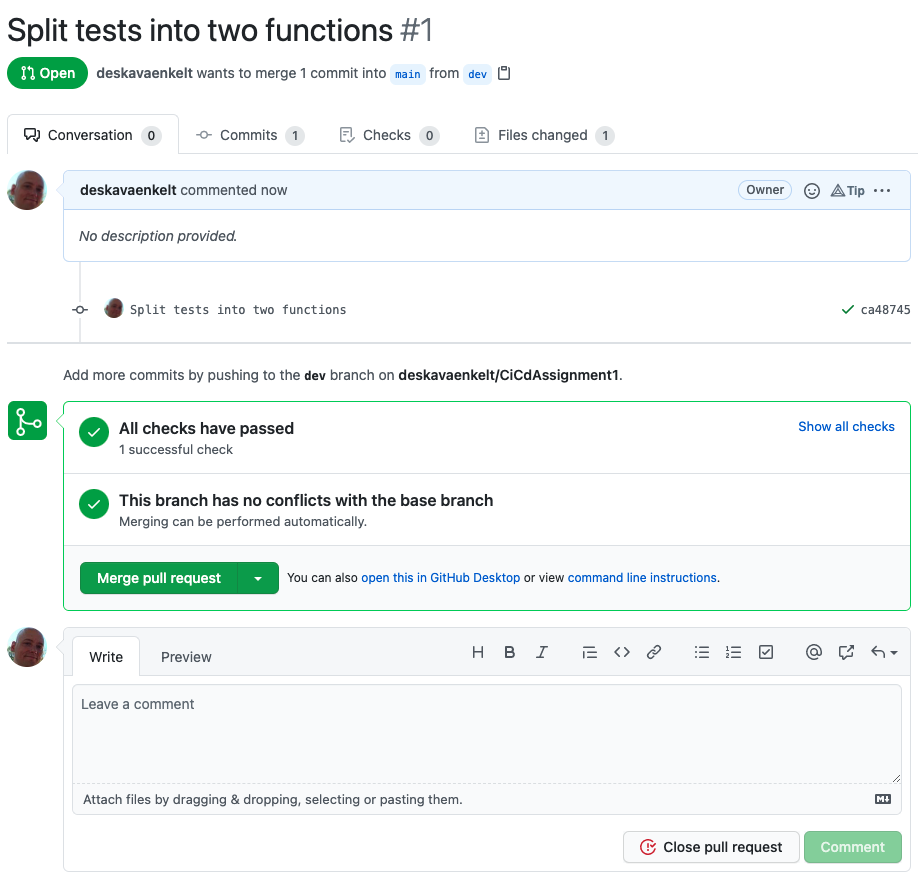 Split tests into two functions #1
Open deskavaenkelt wants to merge 1 commit into main from dev
Conversation 0 Commits 1 Checks 0 Files changed 1
deskavaenkelt commented now Owner Tip
No description provided.
Split tests into two functions ca48745
Add more commits by pushing to the dev branch on deskavaenkelt/CiCdAssignment1.
All checks have passed Show all checks
1 successful check
This branch has no conflicts with the base branch
Merging can be performed automatically.
Merge pull request You can also open this in GitHub Desktop or view command line instructions.
Write Preview
Leave a comment
Attach files by dragging & dropping, selecting or pasting them.
Close pull request Comment